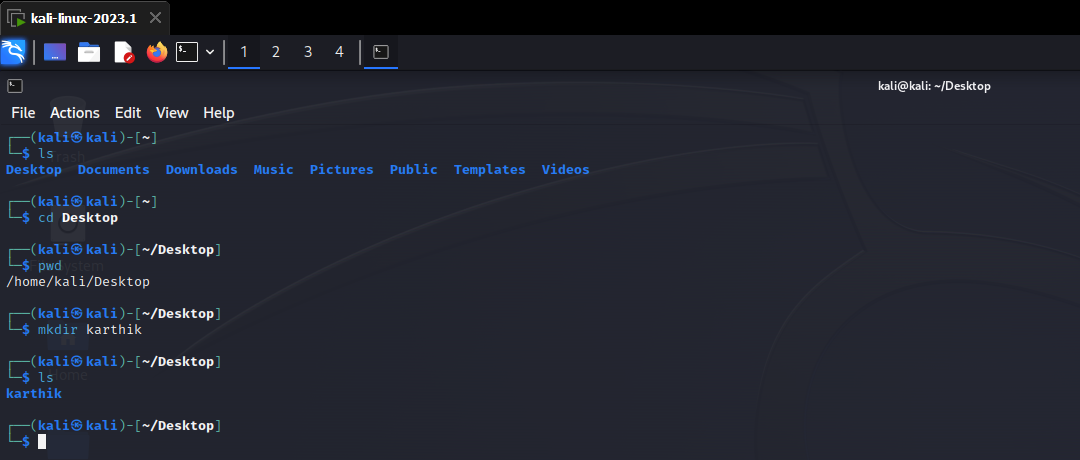 kali-linux-2023.1
1 2 3 4
kali@kali: ~/Desktop
File Actions Edit View Help
┌──(kali㉿kali)-[~]
└─$ ls
Desktop Documents Downloads Music Pictures Public Templates Videos
┌──(kali㉿kali)-[~]
└─$ cd Desktop
┌──(kali㉿kali)-[~/Desktop]
└─$ pwd
/home/kali/Desktop
┌──(kali㉿kali)-[~/Desktop]
└─$ mkdir karthik
┌──(kali㉿kali)-[~/Desktop]
└─$ ls
karthik
┌──(kali㉿kali)-[~/Desktop]
└─$